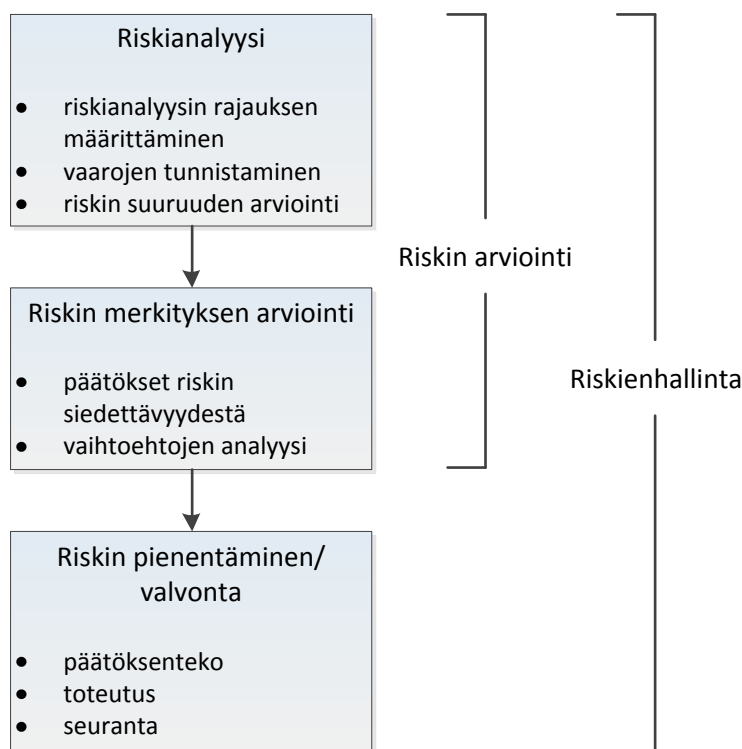 Riskianalyysi
• riskianalyysin rajauksen
määrittäminen
• vaarojen tunnistaminen
• riskin suuruuden arviointi
Riskin arviointi
Riskin merkityksen arviointi
• päätökset riskin
siedettävyydestä
• vaihtoehtojen analyysi
Riskienhallinta
Riskin pienentäminen/
valvonta
• päätöksenteko
• toteutus
• seuranta